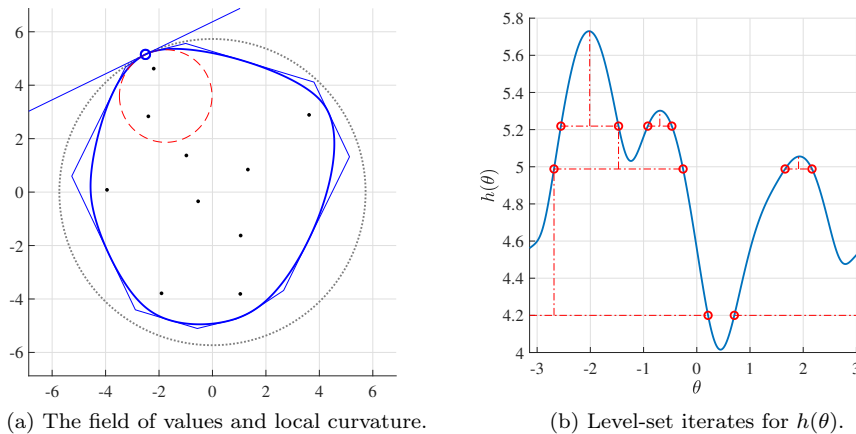 6
4
2
0
-2
-4
-6
-6 -4 -2 0 2 4 6
(a) The field of values and local curvature.
5.8
5.6
5.4
5.2
5
4.8
4.6
4.4
4.2
4
h(θ)
-3 -2 -1 0 1 2 3
θ
(b) Level-set iterates for h(θ).